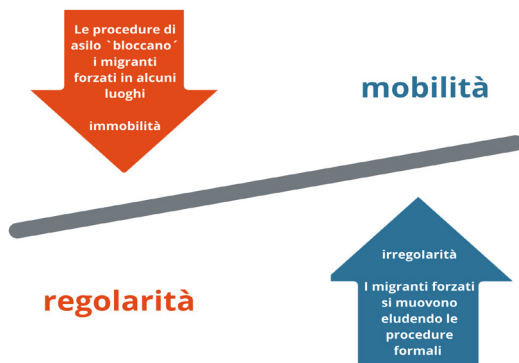 Le procedure di
asilo `bloccano´
i migranti
forzati in alcuni
luoghi
immobilità
mobilità
regolarità
irregolarità
I migranti forzati
si muovono
eludendo le
procedure
formali